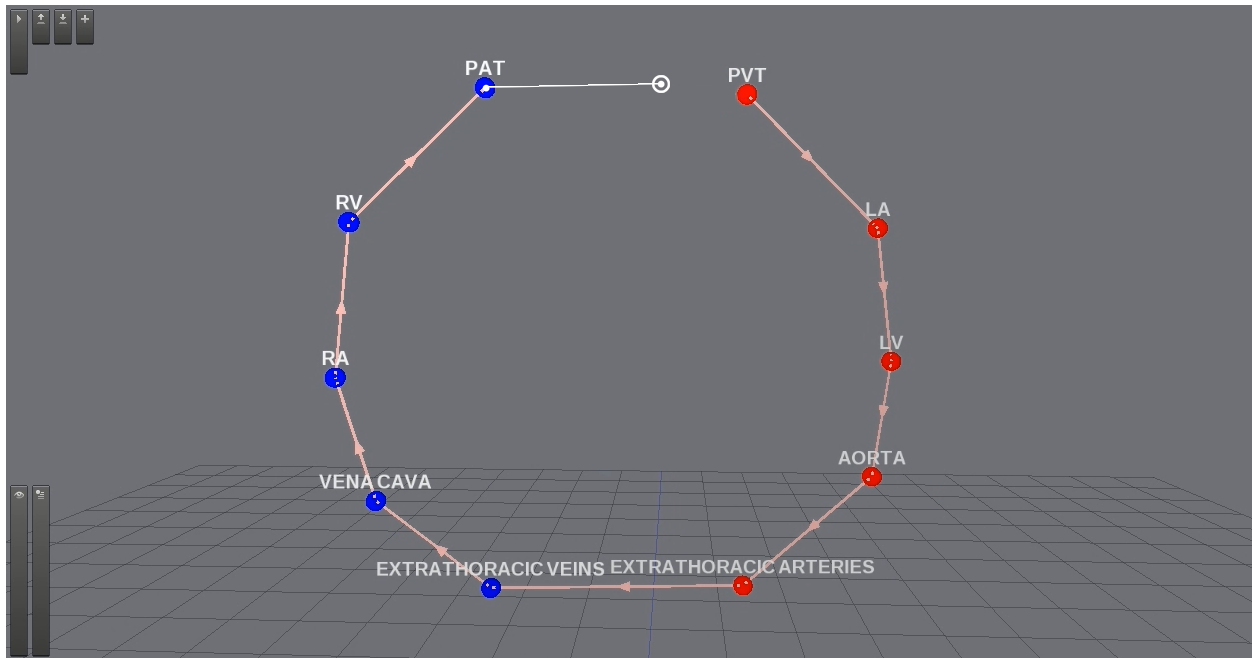 PAT
PVT
RV
LA
LV
RA
AORTA
VENA CAVA
EXTRATHORACIC VEINS
EXTRATHORACIC ARTERIES